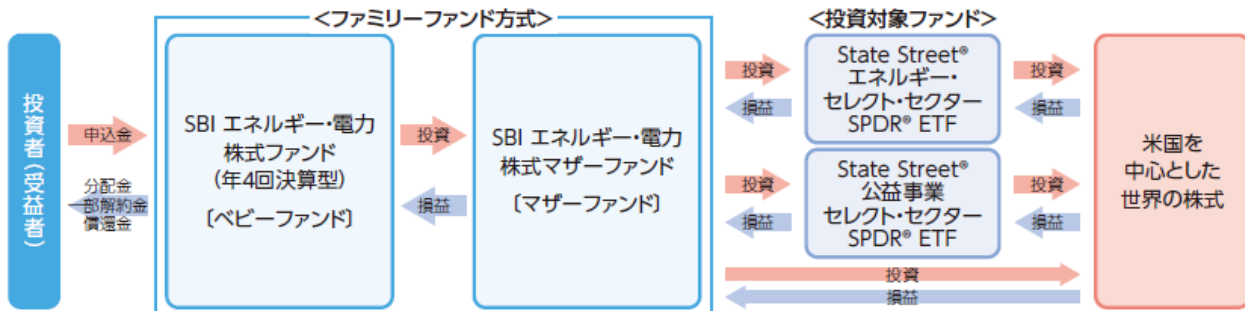 <ファミリーファンド方式>
<投資対象ファンド>
投資者(受益者)
申込金
分配金
一部解約金
償還金
SBI エネルギー・電力
株式ファンド
(年4回決算型)
〔ベビーファンド〕
投資
損益
SBI エネルギー・電力
株式マザーファンド
〔マザーファンド〕
投資
損益
State Street®
エネルギー・
セレクト・セクター
SPDR® ETF
投資
損益
投資
損益
State Street®
公益事業
セレクト・セクター
SPDR® ETF
投資
損益
投資
損益
米国を
中心とした
世界の株式